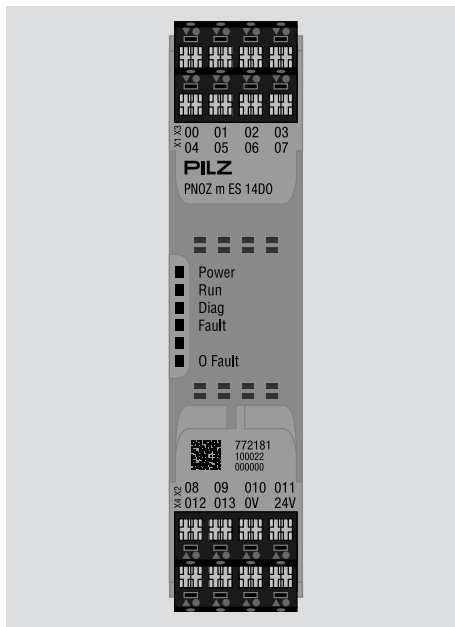 X1 X3
00 01 02 03
04 05 06 07
PILZ
PNOZ m ES 14DO
Power
Run
Diag
Fault
O Fault
772181
100022
000000
X4 X2
08 09 010 011
012 013 0V 24V